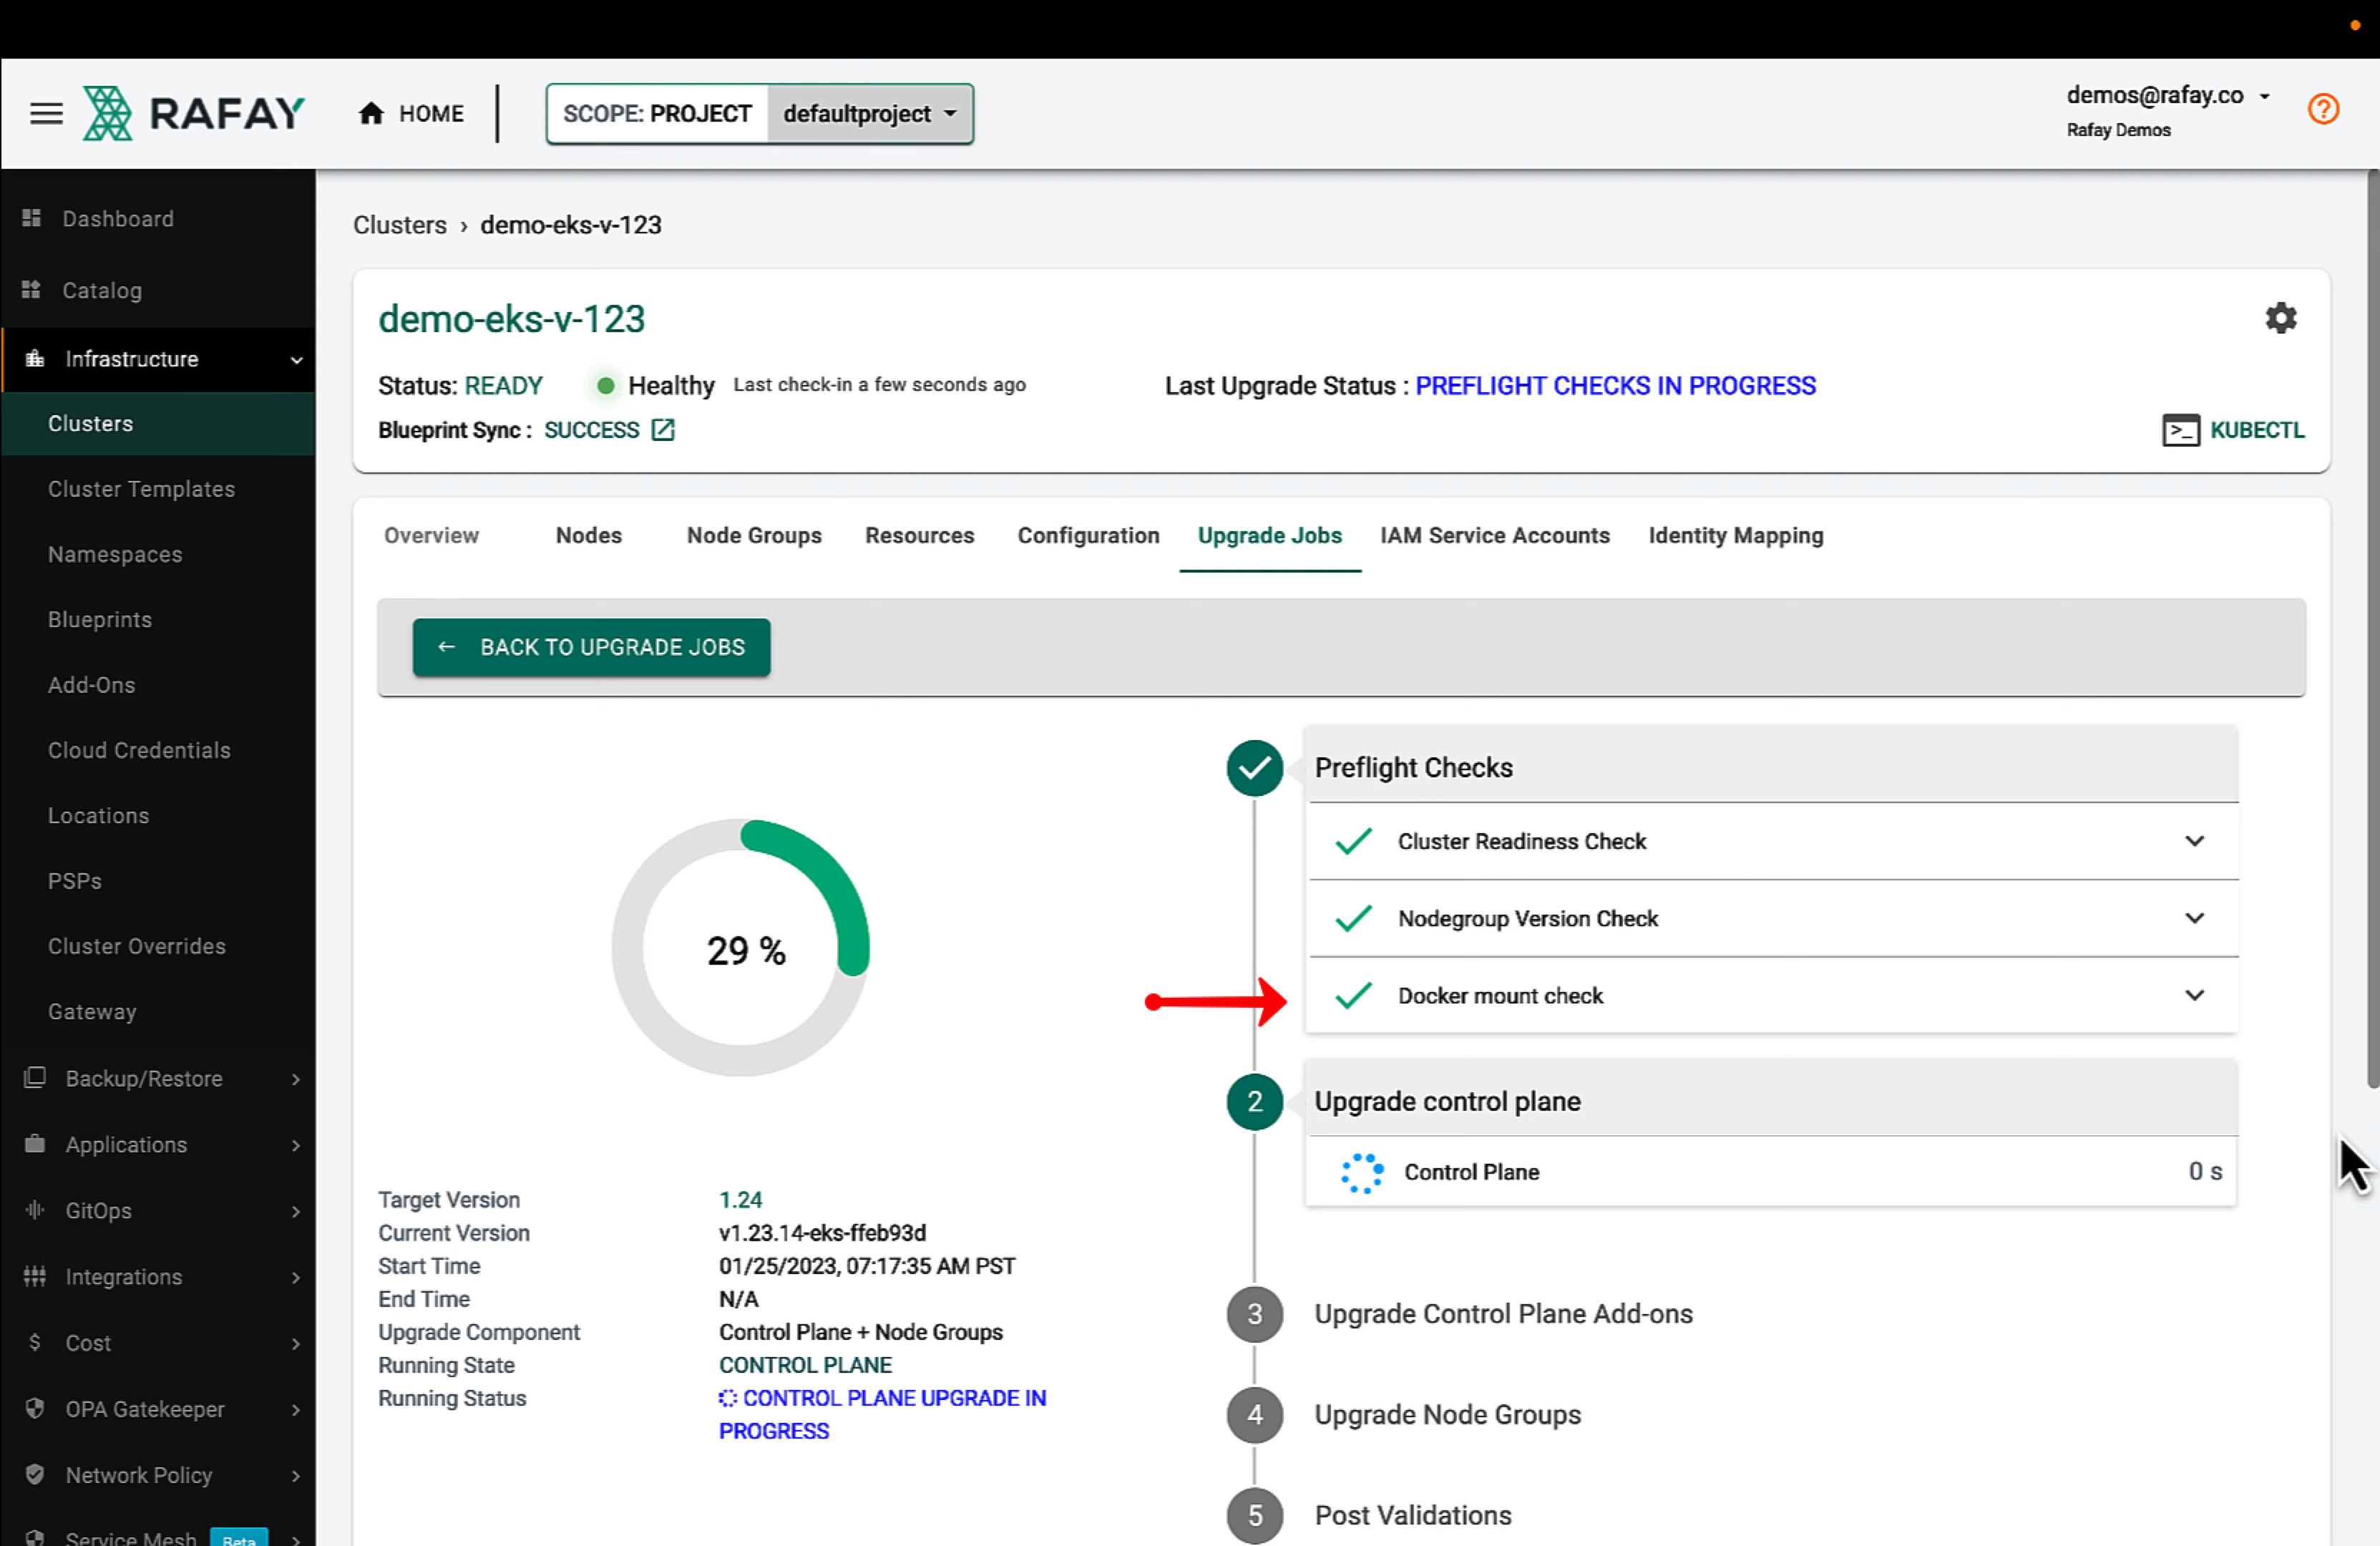 RAFAY
HOME
SCOPE: PROJECT
defaultproject
demos@rafay.co
Rafay Demos
?
Dashboard
Catalog
Infrastructure
Clusters
Cluster Templates
Namespaces
Blueprints
Add-Ons
Cloud Credentials
Locations
PSPs
Cluster Overrides
Gateway
Backup/Restore
Applications
GitOps
Integrations
$ Cost
OPA Gatekeeper
Network Policy
Service Mesh Beta
Clusters › demo-eks-v-123
demo-eks-v-123
Status: READY
Healthy
Last check-in a few seconds ago
Last Upgrade Status : PREFLIGHT CHECKS IN PROGRESS
Blueprint Sync : SUCCESS
>_ KUBECTL
Overview
Nodes
Node Groups
Resources
Configuration
Upgrade Jobs
IAM Service Accounts
Identity Mapping
← BACK TO UPGRADE JOBS
29 %
Target Version 1.24
Current Version v1.23.14-eks-ffeb93d
Start Time 01/25/2023, 07:17:35 AM PST
End Time N/A
Upgrade Component Control Plane + Node Groups
Running State CONTROL PLANE
Running Status CONTROL PLANE UPGRADE IN
PROGRESS
Preflight Checks
Cluster Readiness Check
Nodegroup Version Check
Docker mount check
2 Upgrade control plane
Control Plane 0 s
3 Upgrade Control Plane Add-ons
4 Upgrade Node Groups
5 Post Validations